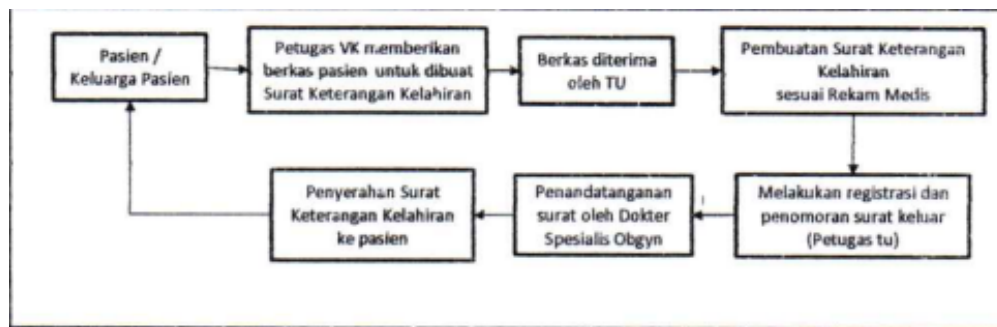 Pasien /
Keluarga Pasien
Petugas VK memberikan
berkas pasien untuk dibuat
Surat Keterangan Kelahiran
Berkas diterima
oleh TU
Pembuatan Surat Keterangan
Kelahiran
sesuai Rekam Medis
Melakukan registrasi dan
penomoran surat keluar
(Petugas tu)
Penandatanganan
surat oleh Dokter
Spesialis Obgyn
Penyerahan Surat
Keterangan Kelahiran
ke pasien